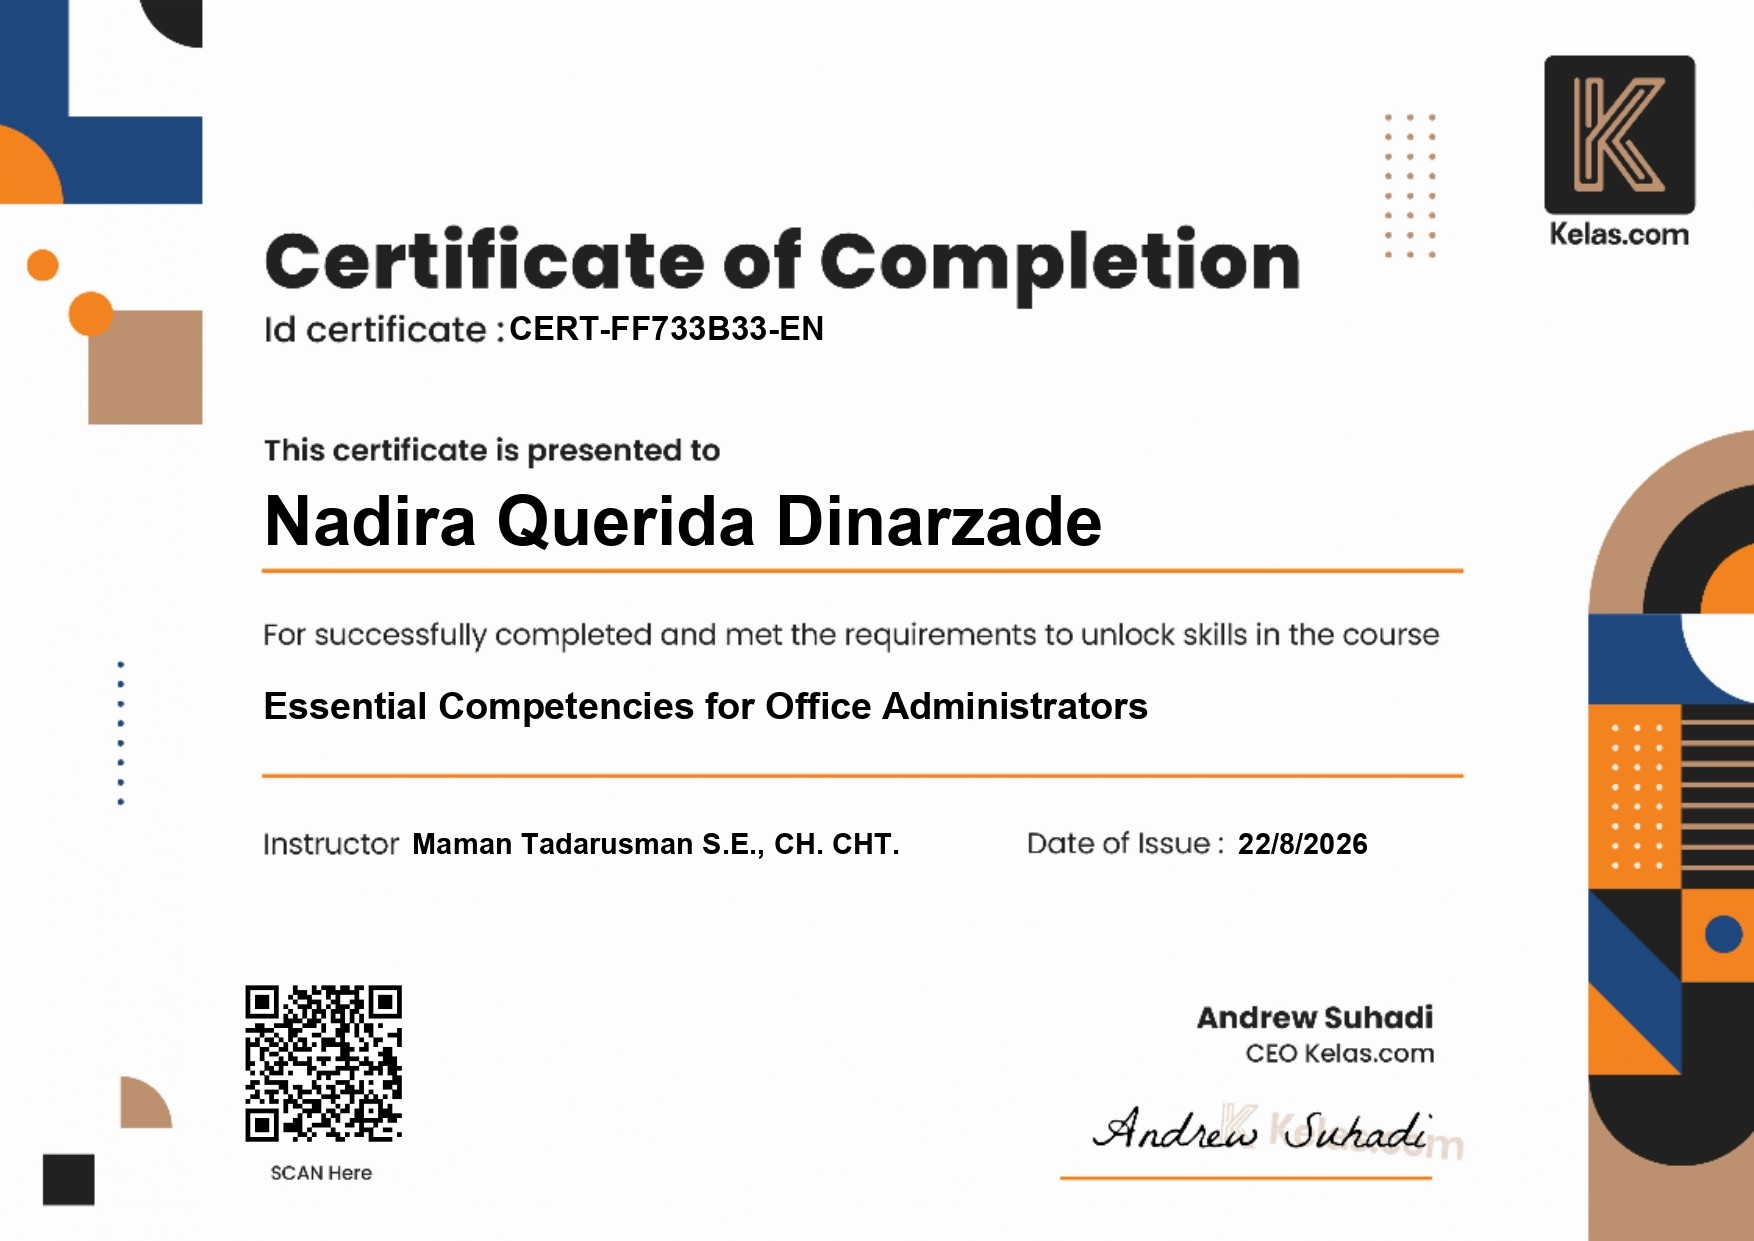 Kelas.com
Certificate of Completion
Id certificate : CERT-FF733B33-EN
This certificate is presented to
Nadira Querida Dinarzade
For successfully completed and met the requirements to unlock skills in the course
Essential Competencies for Office Administrators
Instructor Maman Tadarusman S.E., CH. CHT.
Date of Issue : 22/8/2026
Andrew Suhadi
CEO Kelas.com
Andrew Suhadi
Kelas.com
SCAN Here